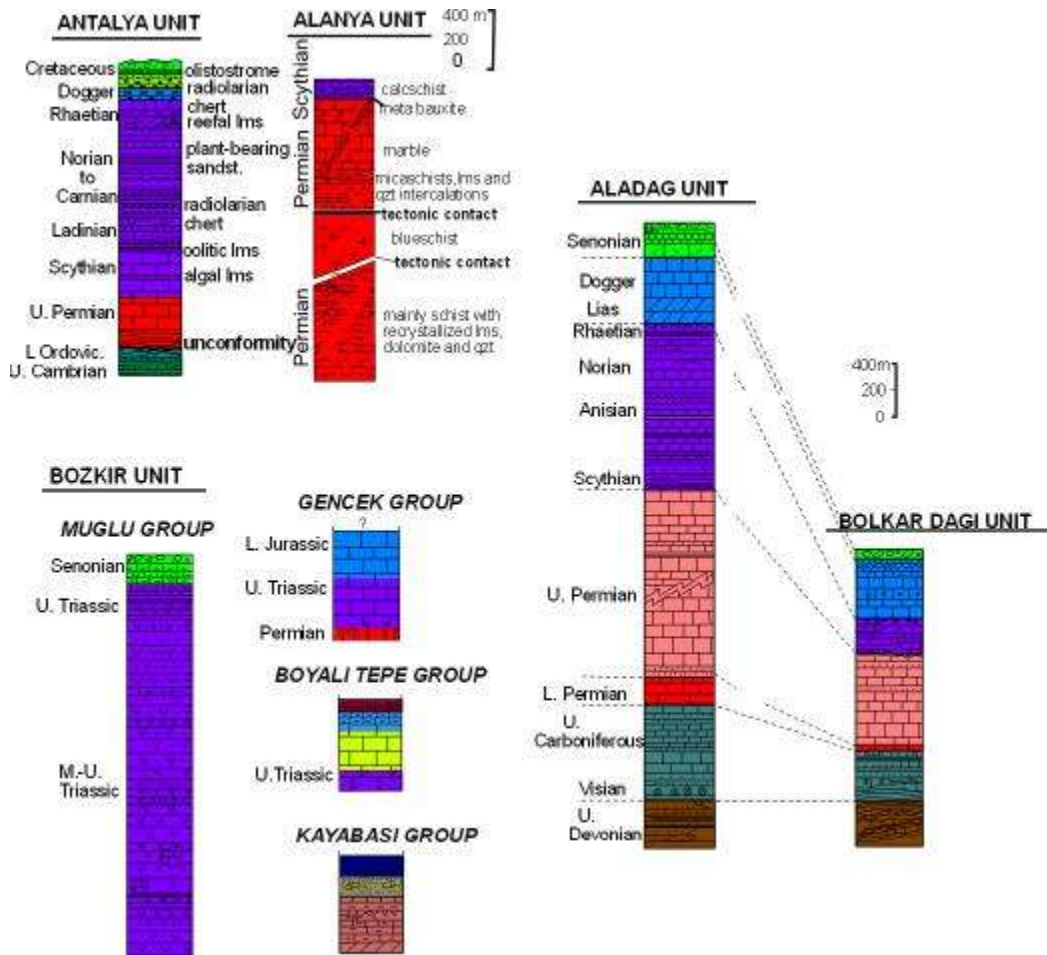 ANTALYA UNIT
Cretaceous
Dogger
Rhaetian
Norian
to
Carnian
Ladinian
Scythian
U. Permian
L Ordovic.
U. Cambrian
olistostrome
radiolarian
chert
reefal lms
plant-bearing
sandst.
radiolarian
chert
oolitic lms
algal lms
unconformity
ALANYA UNIT
400 m
200
0
Scythian
Permian
Permian
calcschist
meta bauxite
marble
micaschists,lms and
qzt intercalations
tectonic contact
blueschist
tectonic contact
mainly schist with
recrystallized lms,
dolomite and qzt
ALADAG UNIT
Senonian
Dogger
Lias
Rhaetian
Norian
Anisian
Scythian
U. Permian
L. Permian
U.
Carboniferous
Visian
U.
Devonian
400m
200
0
BOLKAR DAGI UNIT
BOZKIR UNIT
MUGLU GROUP
Senonian
U. Triassic
M.-U.
Triassic
GENCEK GROUP
?
L. Jurassic
U. Triassic
Permian
BOYALI TEPE GROUP
U.Triassic
KAYABASI GROUP